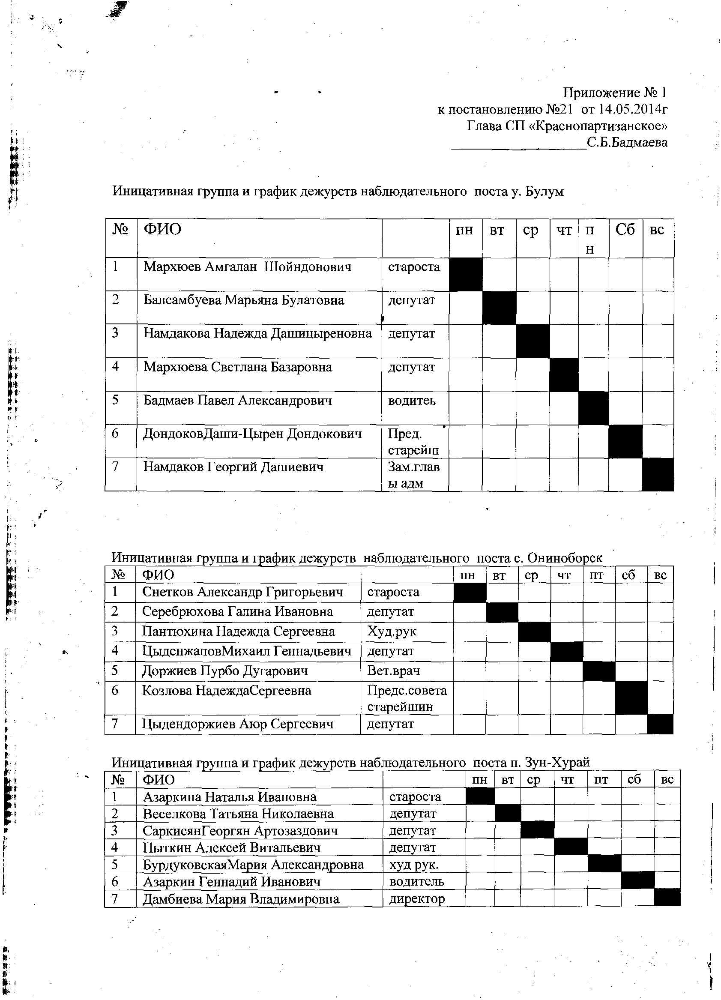 Приложение № 1
к постановлению №21 от 14.05.2014г
Глава СП «Краснопартизанское»
С.Б.Бадмаева
Иницативная группа и график дежурств наблюдательного поста у. Булум
№ ФИО пн вт ср чт п Сб вс
н
1 Мархюев Амгалан Шойндонович староста
2 Балсамбуева Марьяна Булатовна депутат
3 Намдакова Надежда Дашицыреновна депутат
4 Мархюева Светлана Базаровна депутат
5 Бадмаев Павел Александрович водитеь
6 ДондоковДаши-Цырен Дондокович Пред.
старейш
7 Намдаков Георгий Дашиевич Зам.глав
ы адм
Иницативная группа и график дежурств наблюдательного поста с. Ониноборск
№ ФИО пн вт ср чт пт сб вс
1 Снетков Александр Григорьевич староста
2 Серебрюхова Галина Ивановна депутат
3 Пантюхина Надежда Сергеевна Худ.рук
4 ЦыденжаповМихаил Геннадьевич депутат
5 Доржиев Пурбо Дугарович Вет.врач
6 Козлова НадеждаСергеевна Предс.совета
старейшин
7 Цыдендоржиев Аюр Сергеевич депутат
Иницативная группа и график дежурств наблюдательного поста п. Зун-Хурай
№ ФИО пн вт ср чт пт сб вс
1 Азаркина Наталья Ивановна староста
2 Веселкова Татьяна Николаевна депутат
3 СаркисянГеоргян Артозаздович депутат
4 Пыткин Алексей Витальевич депутат
5 БурдуковскаяМария Александровна худ рук.
6 Азаркин Геннадий Иванович водитель
7 Дамбиева Мария Владимировна директор